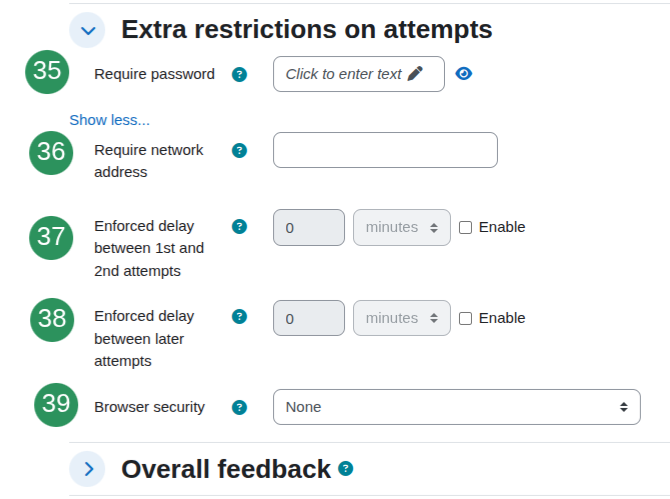 Extra restrictions on attempts
35 Require password ? Click to enter text
Show less...
36 Require network ?
address
37 Enforced delay ? 0 minutes Enable
between 1st and
2nd attempts
38 Enforced delay ? 0 minutes Enable
between later
attempts
39 Browser security ? None
Overall feedback ?